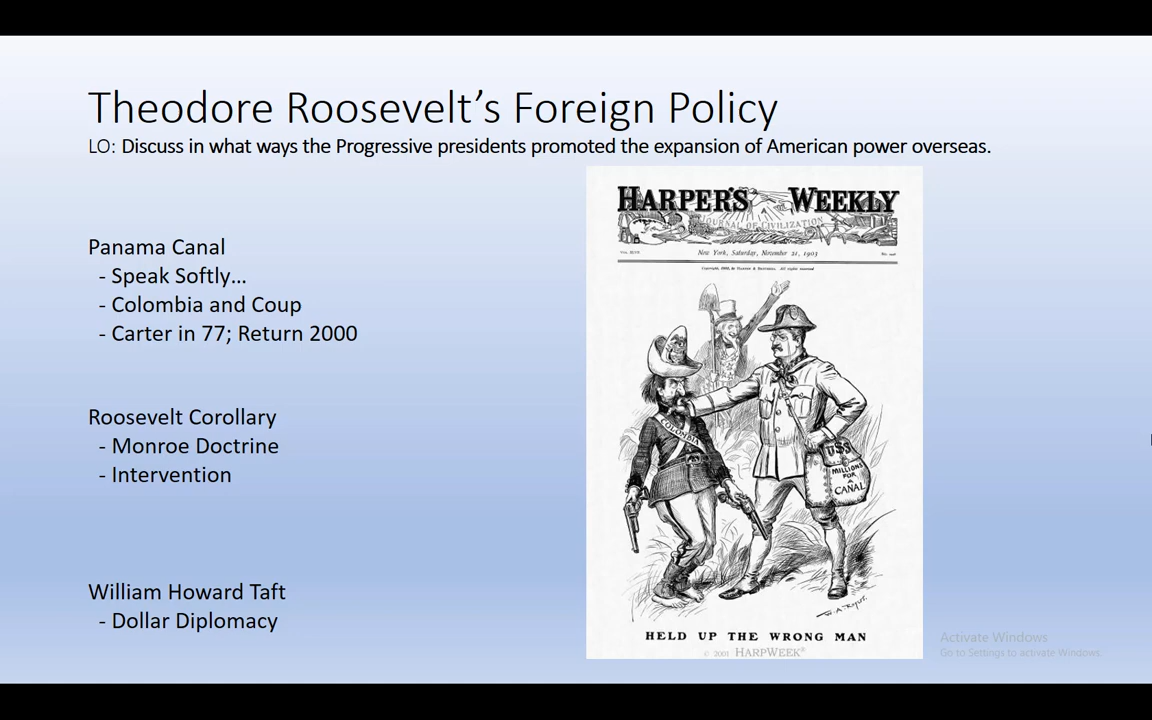 Theodore Roosevelt’s Foreign Policy
LO: Discuss in what ways the Progressive presidents promoted the expansion of American power overseas.
Panama Canal
- Speak Softly…
- Colombia and Coup
- Carter in 77; Return 2000
Roosevelt Corollary
- Monroe Doctrine
- Intervention
William Howard Taft
- Dollar Diplomacy
HARPER'S WEEKLY
JOURNAL OF CIVILIZATION
New York, Saturday, November 21, 1903
COLOMBIA
U$$
MILLIONS
FOR
A
CANAL
HELD UP THE WRONG MAN
© 2001 HARPWEEK®
Activate Windows
Go to Settings to activate Windows.